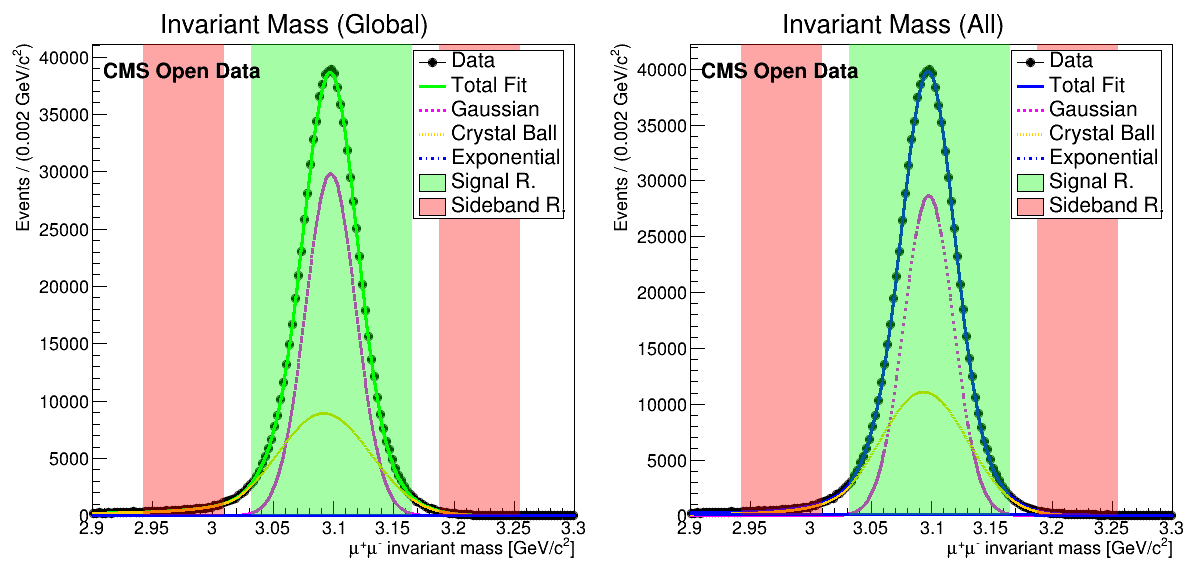 Invariant Mass (Global)
Events / (0.002 GeV/c²)
40000
35000
30000
25000
20000
15000
10000
5000
0
CMS Open Data
Data
Total Fit
Gaussian
Crystal Ball
Exponential
Signal R.
Sideband R.
2.9 2.95 3 3.05 3.1 3.15 3.2 3.25 3.3
μ⁺μ⁻ invariant mass [GeV/c²]
Invariant Mass (All)
Events / (0.002 GeV/c²)
40000
35000
30000
25000
20000
15000
10000
5000
0
CMS Open Data
Data
Total Fit
Gaussian
Crystal Ball
Exponential
Signal R.
Sideband R.
2.9 2.95 3 3.05 3.1 3.15 3.2 3.25 3.3
μ⁺μ⁻ invariant mass [GeV/c²]